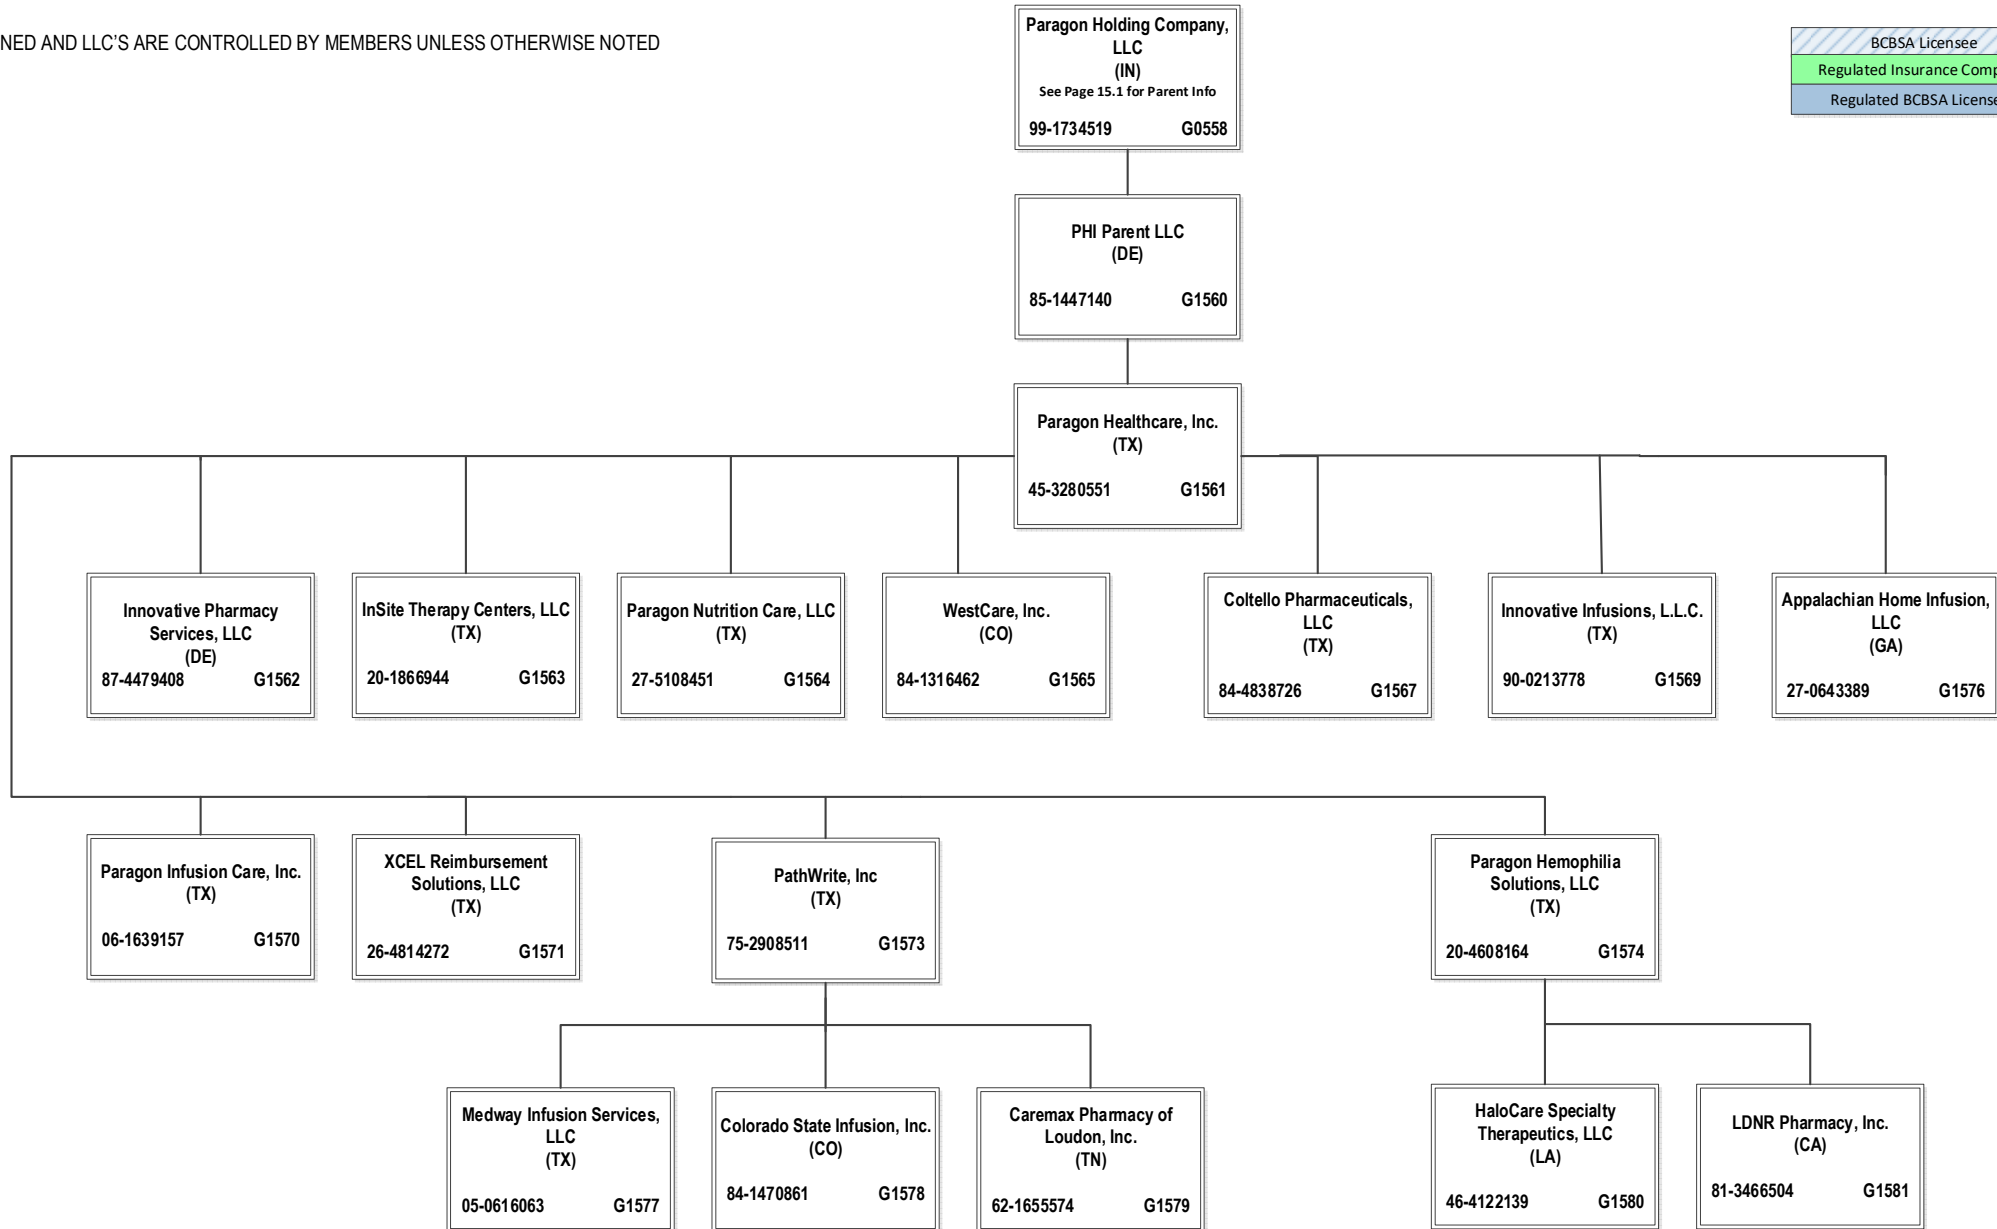 NED AND LLC'S ARE CONTROLLED BY MEMBERS UNLESS OTHERWISE NOTED
BCBSA Licensee
Regulated Insurance Comp
Regulated BCBSA License
Paragon Holding Company,
LLC
(IN)
See Page 15.1 for Parent Info
99-1734519 G0558
PHI Parent LLC
(DE)
85-1447140 G1560
Paragon Healthcare, Inc.
(TX)
45-3280551 G1561
Innovative Pharmacy
Services, LLC
(DE)
87-4479408 G1562
InSite Therapy Centers, LLC
(TX)
20-1866944 G1563
Paragon Nutrition Care, LLC
(TX)
27-5108451 G1564
WestCare, Inc.
(CO)
84-1316462 G1565
Coltello Pharmaceuticals,
LLC
(TX)
84-4838726 G1567
Innovative Infusions, L.L.C.
(TX)
90-0213778 G1569
Appalachian Home Infusion,
LLC
(GA)
27-0643389 G1576
Paragon Infusion Care, Inc.
(TX)
06-1639157 G1570
XCEL Reimbursement
Solutions, LLC
(TX)
26-4814272 G1571
PathWrite, Inc
(TX)
75-2908511 G1573
Paragon Hemophilia
Solutions, LLC
(TX)
20-4608164 G1574
Medway Infusion Services,
LLC
(TX)
05-0616063 G1577
Colorado State Infusion, Inc.
(CO)
84-1470861 G1578
Caremax Pharmacy of
Loudon, Inc.
(TN)
62-1655574 G1579
HaloCare Specialty
Therapeutics, LLC
(LA)
46-4122139 G1580
LDNR Pharmacy, Inc.
(CA)
81-3466504 G1581